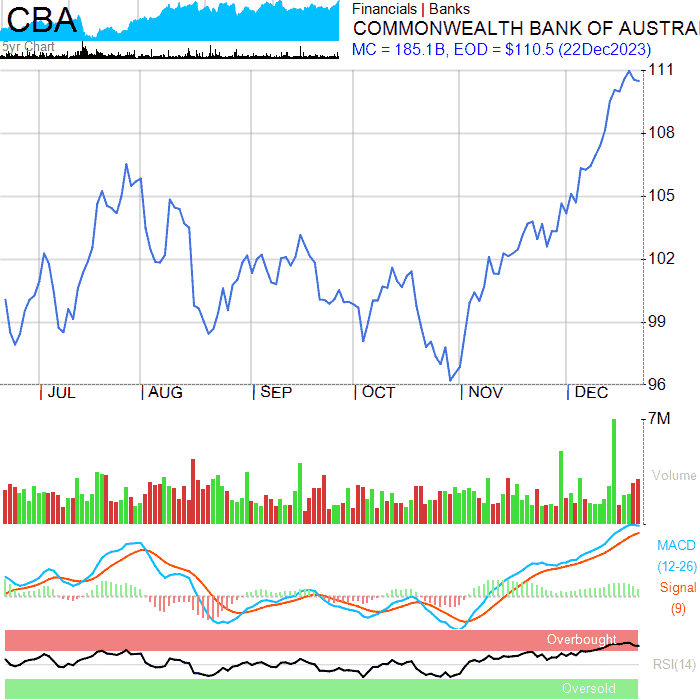 CBA
5yr Chart
Financials | Banks
COMMONWEALTH BANK OF AUSTRA
MC = 185.1B, EOD = $110.5 (22Dec2023)
111
108
105
102
99
96
JUL AUG SEP OCT NOV DEC
7M
Volume
MACD
(12-26)
Signal
(9)
Overbought
RSI(14)
Oversold